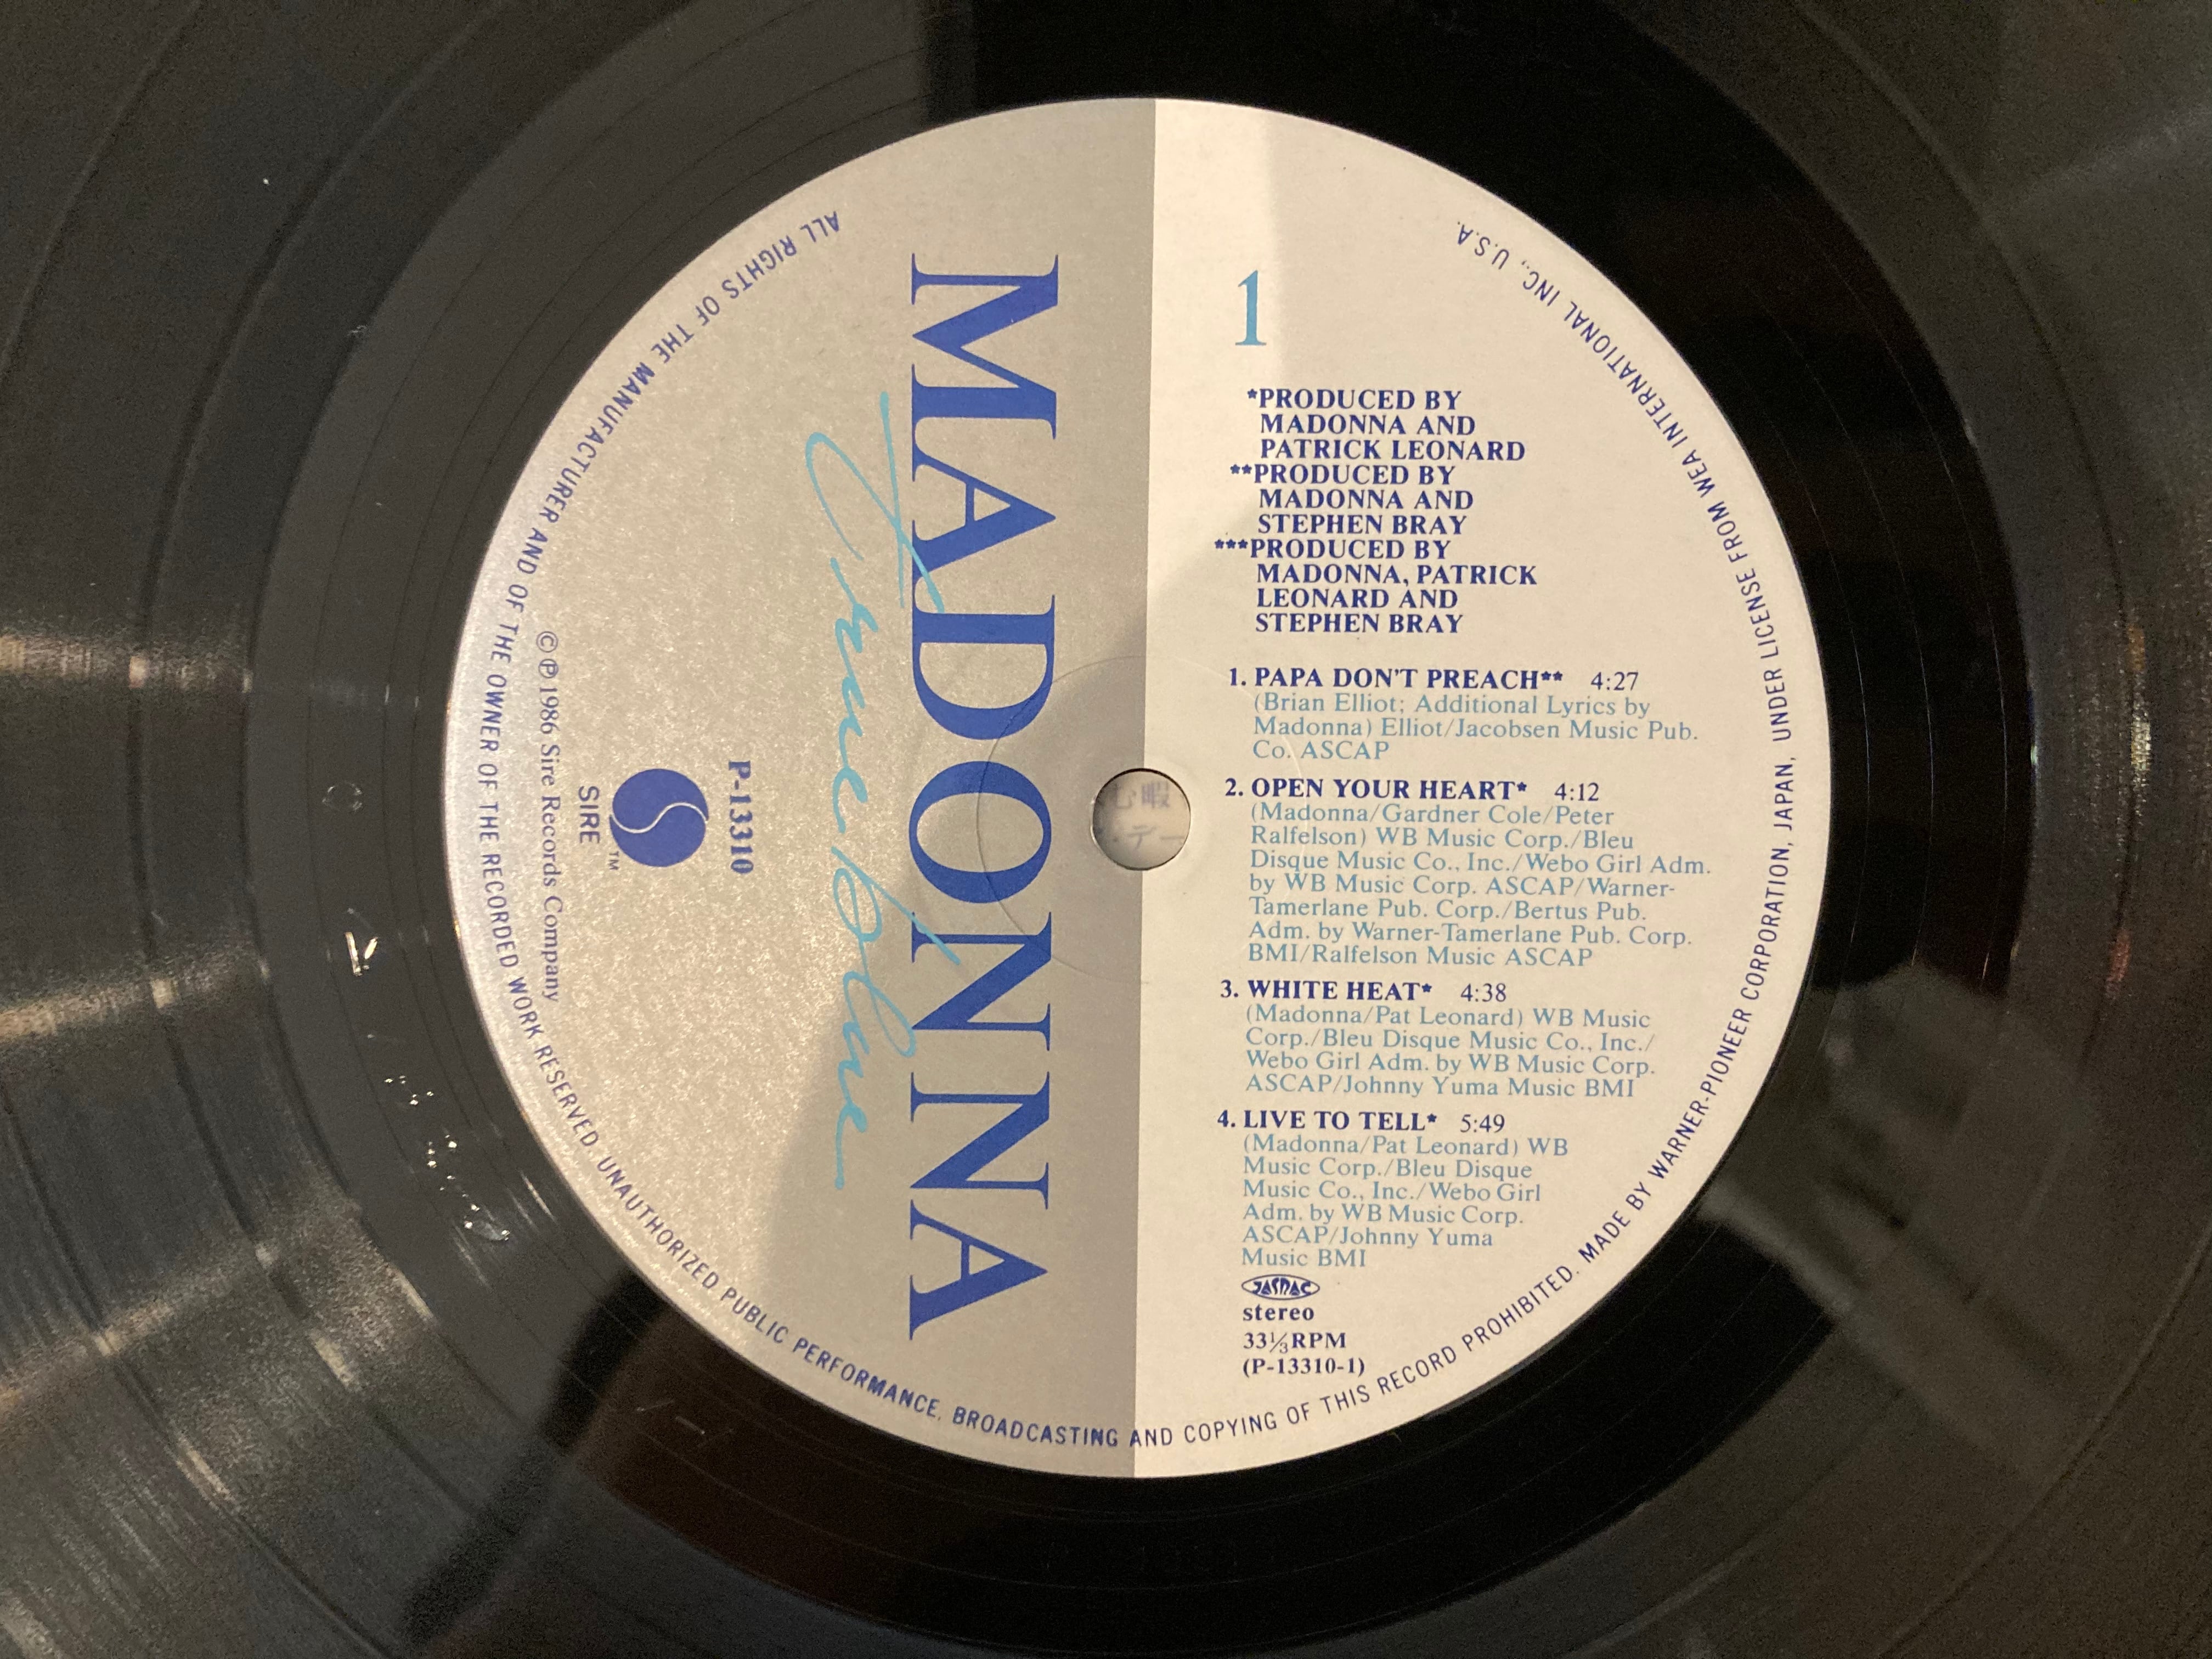 MADONNA
True blue
P-13310
TM
SIRE
©℗ 1986 Sire Records Company
1
*PRODUCED BY
MADONNA AND
PATRICK LEONARD
**PRODUCED BY
MADONNA AND
STEPHEN BRAY
***PRODUCED BY
MADONNA, PATRICK
LEONARD AND
STEPHEN BRAY
1. PAPA DON'T PREACH** 4:27
(Brian Elliot; Additional Lyrics by
Madonna) Elliot/Jacobsen Music Pub.
Co. ASCAP
2. OPEN YOUR HEART* 4:12
(Madonna/Gardner Cole/Peter
Ralfelson) WB Music Corp./Bleu
Disque Music Co., Inc./Webo Girl Adm.
by WB Music Corp. ASCAP/Warner-
Tamerlane Pub. Corp./Bertus Pub.
Adm. by Warner-Tamerlane Pub. Corp.
BMI/Ralfelson Music ASCAP
3. WHITE HEAT* 4:38
(Madonna/Pat Leonard) WB Music
Corp./Bleu Disque Music Co., Inc./
Webo Girl Adm. by WB Music Corp.
ASCAP/Johnny Yuma Music BMI
4. LIVE TO TELL* 5:49
(Madonna/Pat Leonard) WB
Music Corp./Bleu Disque
Music Co., Inc./Webo Girl
Adm. by WB Music Corp.
ASCAP/Johnny Yuma
Music BMI
JASRAC
stereo
33⅓RPM
(P-13310-1)
ALL RIGHTS OF THE MANUFACTURER AND OF THE OWNER OF THE RECORDED WORK RESERVED. UNAUTHORIZED PUBLIC PERFORMANCE, BROADCASTING AND COPYING OF THIS RECORD PROHIBITED. MADE BY WARNER-PIONEER CORPORATION, JAPAN, UNDER LICENSE FROM WEA INTERNATIONAL INC., U.S.A.